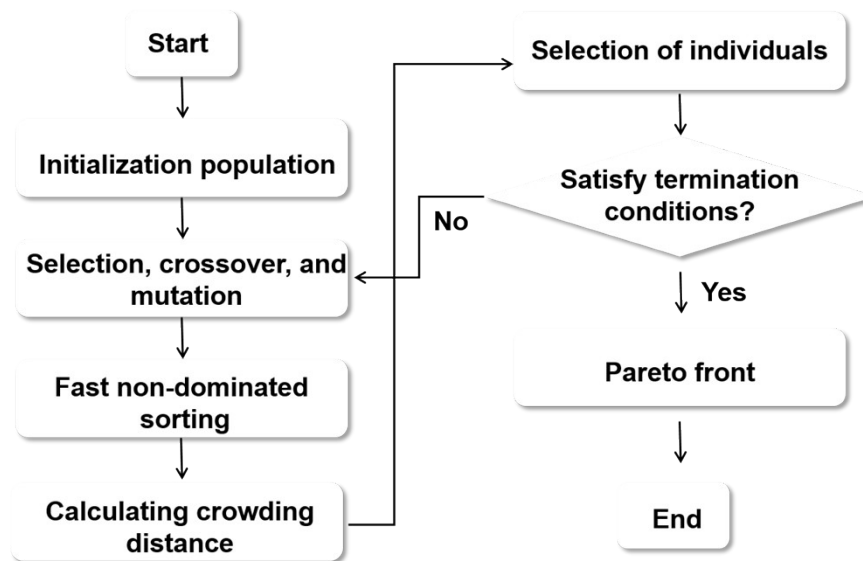 Start
Initialization population
Selection, crossover, and
mutation
Fast non-dominated
sorting
Calculating crowding
distance
Selection of individuals
Satisfy termination
conditions?
No
Yes
Pareto front
End